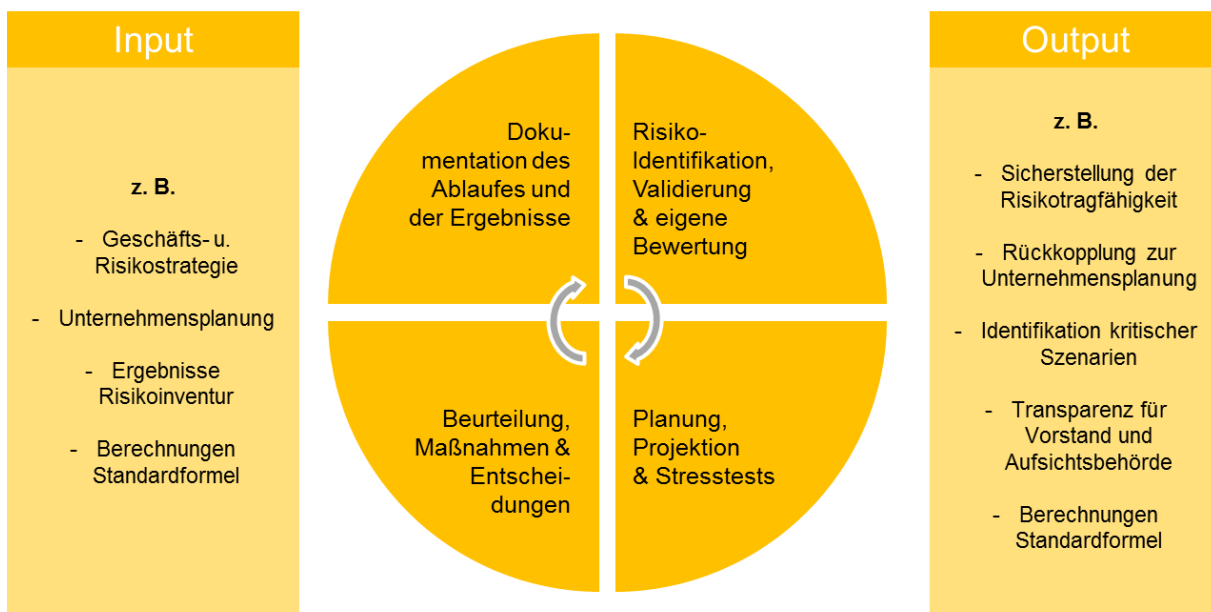 Input
z. B.
- Geschäfts- u.
Risikostrategie
- Unternehmensplanung
- Ergebnisse
Risikoinventur
- Berechnungen
Standardformel
Doku-
mentation des
Ablaufes und
der Ergebnisse
Risiko-
Identifikation,
Validierung
& eigene
Bewertung
Beurteilung,
Maßnahmen &
Entschei-
dungen
Planung,
Projektion
& Stresstests
Output
z. B.
- Sicherstellung der
Risikotragfähigkeit
- Rückkopplung zur
Unternehmensplanung
- Identifikation kritischer
Szenarien
- Transparenz für
Vorstand und
Aufsichtsbehörde
- Berechnungen
Standardformel